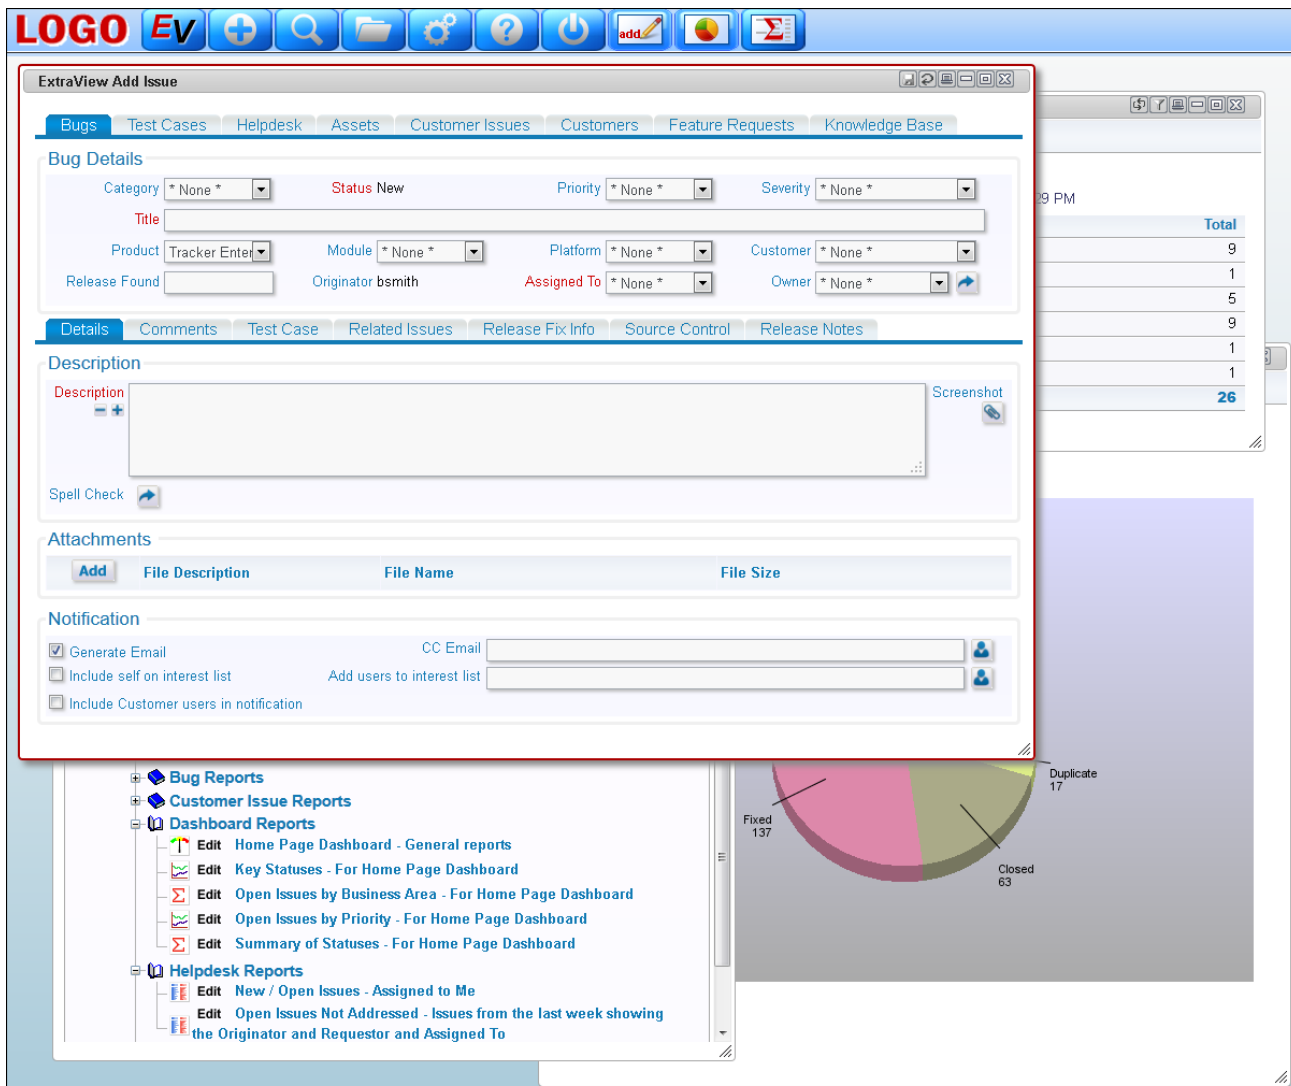 LOGO EV add
ExtraView Add Issue
Bugs Test Cases Helpdesk Assets Customer Issues Customers Feature Requests Knowledge Base
Bug Details
Category * None * Status New Priority * None * Severity * None *
29 PM
Title
Total
Product Tracker Enter Module * None * Platform * None * Customer * None *
9
1
Release Found Originator bsmith Assigned To * None * Owner * None *
5
9
Details Comments Test Case Related Issues Release Fix Info Source Control Release Notes
1
Description
1
Description Screenshot
26
Spell Check
Attachments
Add File Description File Name File Size
Notification
Generate Email CC Email
Include self on interest list Add users to interest list
Include Customer users in notification
Bug Reports
Customer Issue Reports
Dashboard Reports
Edit Home Page Dashboard - General reports
Edit Key Statuses - For Home Page Dashboard
Edit Open Issues by Business Area - For Home Page Dashboard
Edit Open Issues by Priority - For Home Page Dashboard
Edit Summary of Statuses - For Home Page Dashboard
Helpdesk Reports
Edit New / Open Issues - Assigned to Me
Edit Open Issues Not Addressed - Issues from the last week showing
the Originator and Requestor and Assigned To
Duplicate
17
Fixed
137
Closed
63